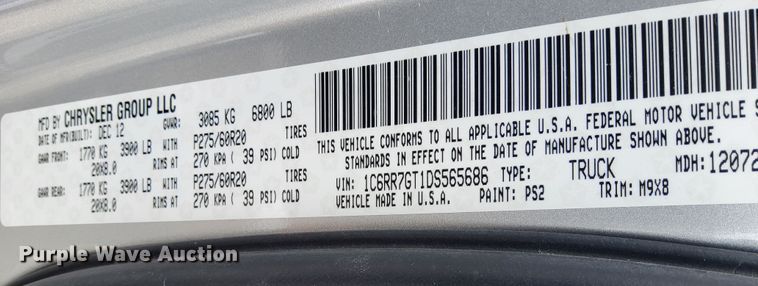 MFD BY CHRYSLER GROUP LLC
DATE OF MFR(BUILT): DEC 12 GVWR: 3085 KG 6800 LB
GAWR FRONT: 1770 KG 3900 LB P275/60R20 TIRES
20X8.0 RIMS AT 270 KPA ( 39 PSI) COLD
GAWR REAR: 1770 KG 3900 LB P275/60R20 TIRES
20X8.0 RIMS AT 270 KPA ( 39 PSI) COLD
THIS VEHICLE CONFORMS TO ALL APPLICABLE U.S.A. FEDERAL MOTOR VEHICLE S
STANDARDS IN EFFECT ON THE DATE OF MANUFACTURE SHOWN ABOVE.
VIN: 1C6RR7GT1DS565686 TYPE: TRUCK MDH: 12072
VEHICLE MADE IN U.S.A. PAINT: PS2 TRIM: M9X8
Purple Wave Auction